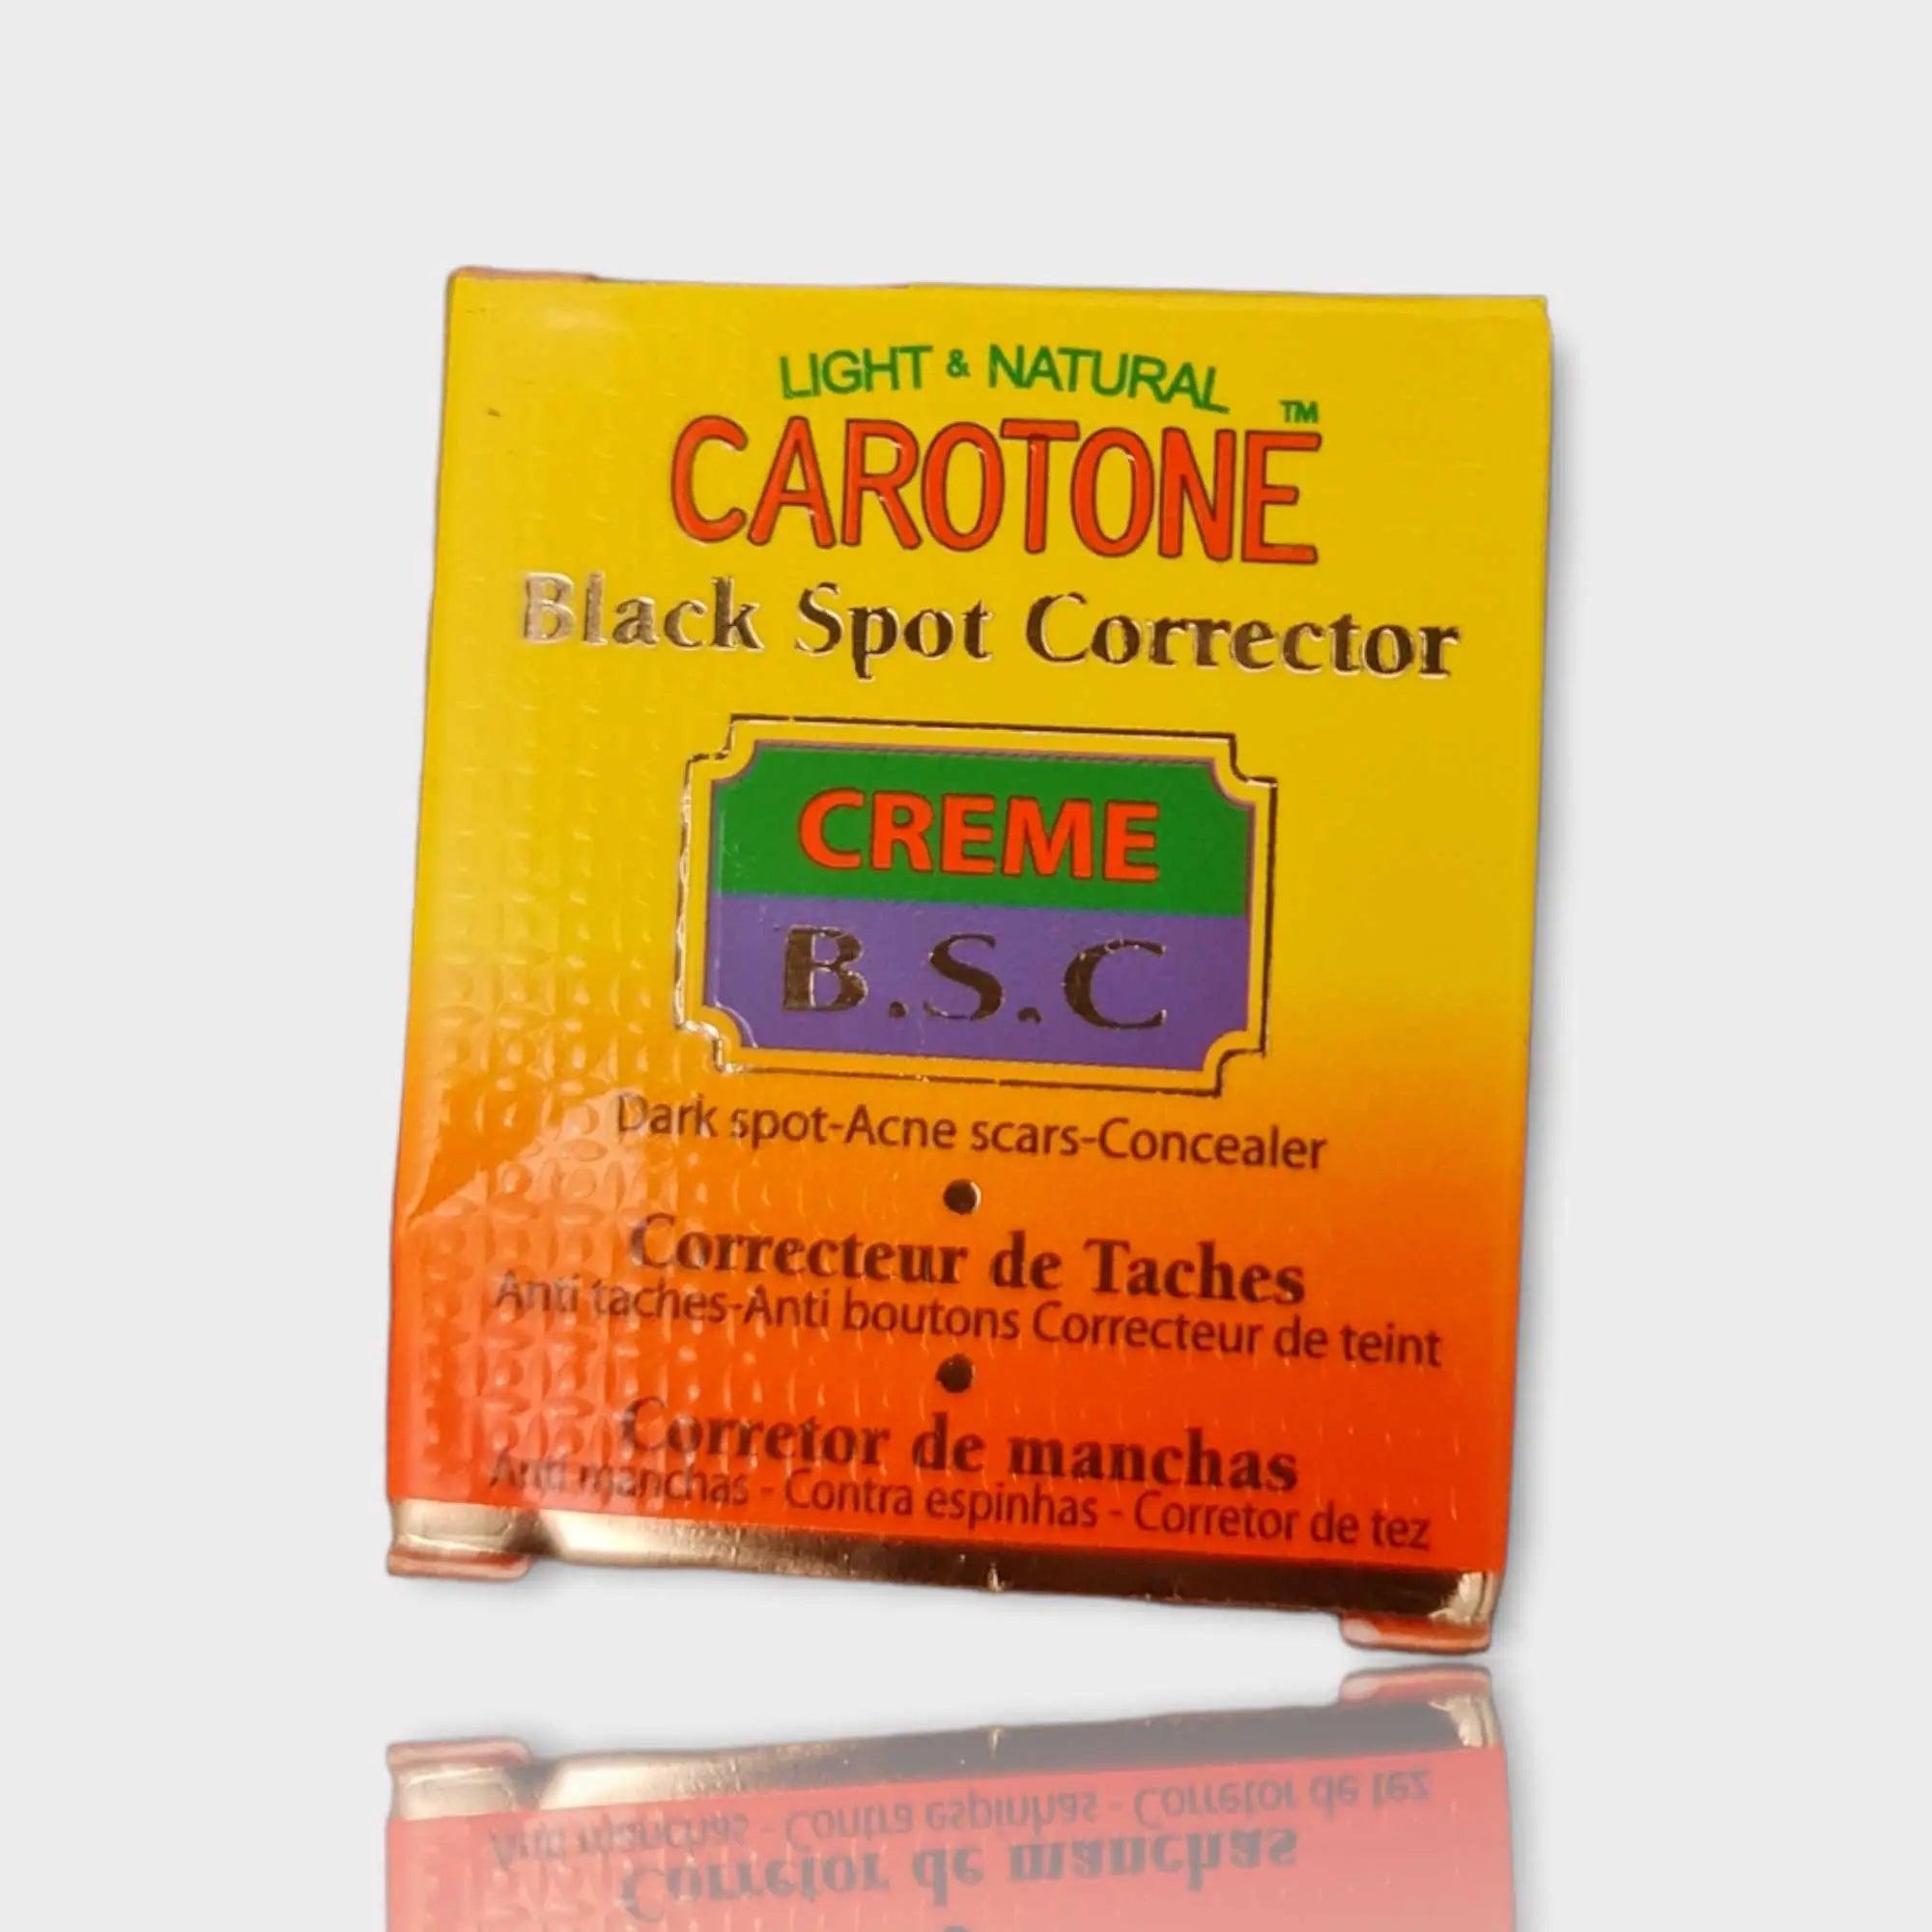 LIGHT & NATURAL
CAROTONE™
Black Spot Corrector
CREME
B.S.C
Dark spot-Acne scars-Concealer
Correcteur de Taches
Anti taches-Anti boutons Correcteur de teint
Corretor de manchas
Anti manchas - Contra espinhas - Corretor de tez